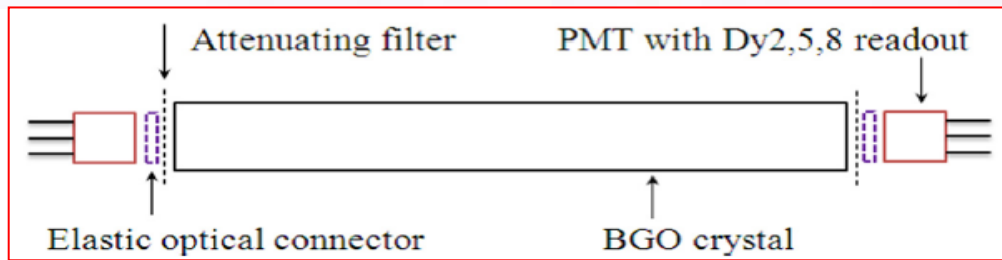 Attenuating filter
PMT with Dy2,5,8 readout
Elastic optical connector
BGO crystal